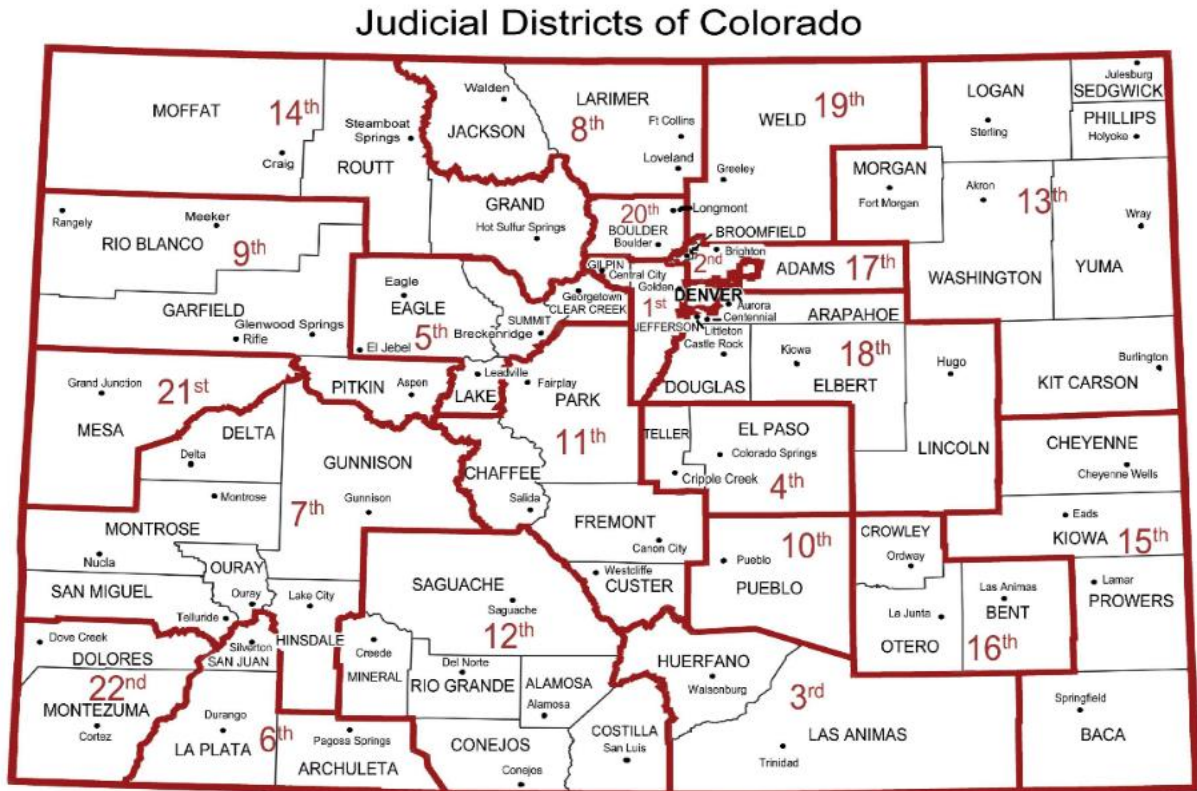 Judicial Districts of Colorado
MOFFAT
14th
Craig
Steamboat
Springs
ROUTT
Walden
JACKSON
LARIMER
8th
Ft Collins
Loveland
WELD
19th
Greeley
LOGAN
Sterling
Julesburg
SEDGWICK
PHILLIPS
Holyoke
MORGAN
Fort Morgan
Akron
13th
WASHINGTON
Wray
YUMA
Rangely
Meeker
RIO BLANCO
9th
GARFIELD
Glenwood Springs
Rifle
GRAND
Hot Sulfur Springs
20th
Longmont
BOULDER
Boulder
BROOMFIELD
Brighton
2nd
ADAMS
17th
GILPIN
Central City
Golden
DENVER
Aurora
Centennial
ARAPAHOE
Georgetown
CLEAR CREEK
1st
JEFFERSON
Littleton
Castle Rock
DOUGLAS
Eagle
EAGLE
5th
El Jebel
SUMMIT
Breckenridge
Kiowa
18th
ELBERT
Hugo
LINCOLN
Burlington
KIT CARSON
Grand Junction
21st
MESA
PITKIN
Aspen
Leadville
LAKE
Fairplay
PARK
11th
DELTA
Delta
GUNNISON
Gunnison
CHAFFEE
Salida
TELLER
Cripple Creek
EL PASO
Colorado Springs
4th
CHEYENNE
Cheyenne Wells
Montrose
MONTROSE
7th
Nucla
FREMONT
Canon City
10th
Pueblo
PUEBLO
CROWLEY
Ordway
Eads
KIOWA
15th
SAN MIGUEL
Telluride
OURAY
Ouray
Lake City
HINSDALE
SAGUACHE
Saguache
12th
Westcliffe
CUSTER
La Junta
OTERO
Las Animas
BENT
16th
Lamar
PROWERS
Dove Creek
DOLORES
Silverton
SAN JUAN
Creede
MINERAL
Del Norte
RIO GRANDE
ALAMOSA
Alamosa
HUERFANO
Walsenburg
3rd
22nd
MONTEZUMA
Cortez
Durango
LA PLATA
6th
Pagosa Springs
ARCHULETA
CONEJOS
Conejos
COSTILLA
San Luis
LAS ANIMAS
Trinidad
Springfield
BACA